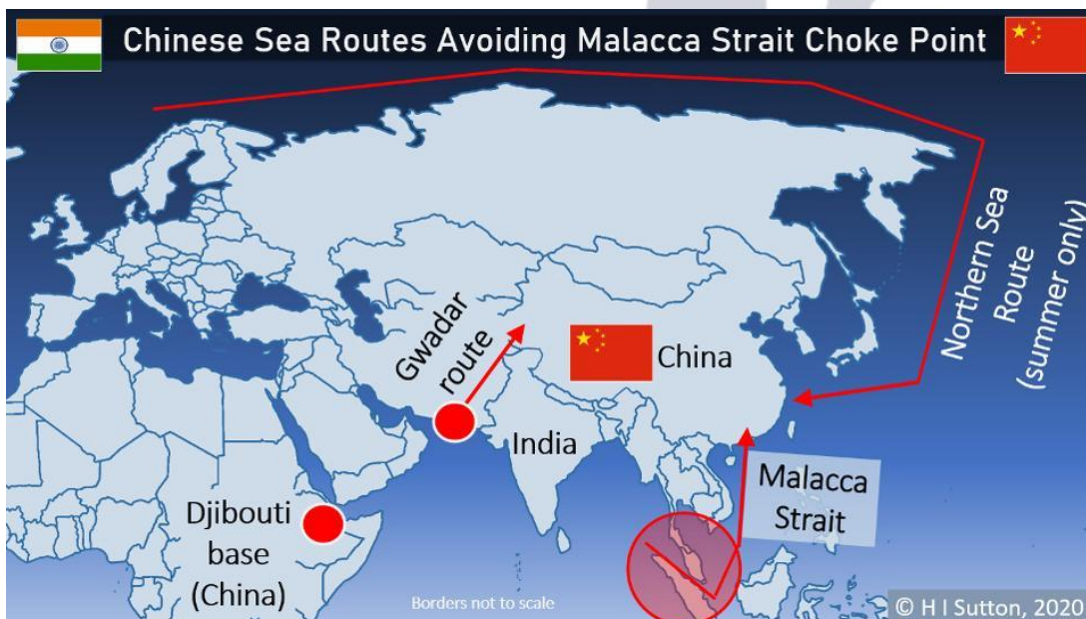 Chinese Sea Routes Avoiding Malacca Strait Choke Point
Northern Sea
Route
(summer only)
Gwadar
route
China
India
Malacca
Strait
Djibouti
base
(China)
Borders not to scale
© H I Sutton, 2020